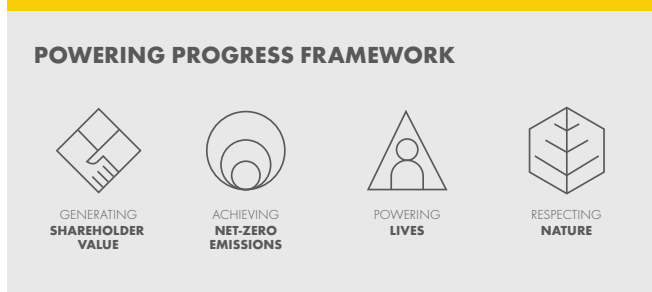 POWERING PROGRESS FRAMEWORK
GENERATING
SHAREHOLDER
VALUE
ACHIEVING
NET-ZERO
EMISSIONS
POWERING
LIVES
RESPECTING
NATURE